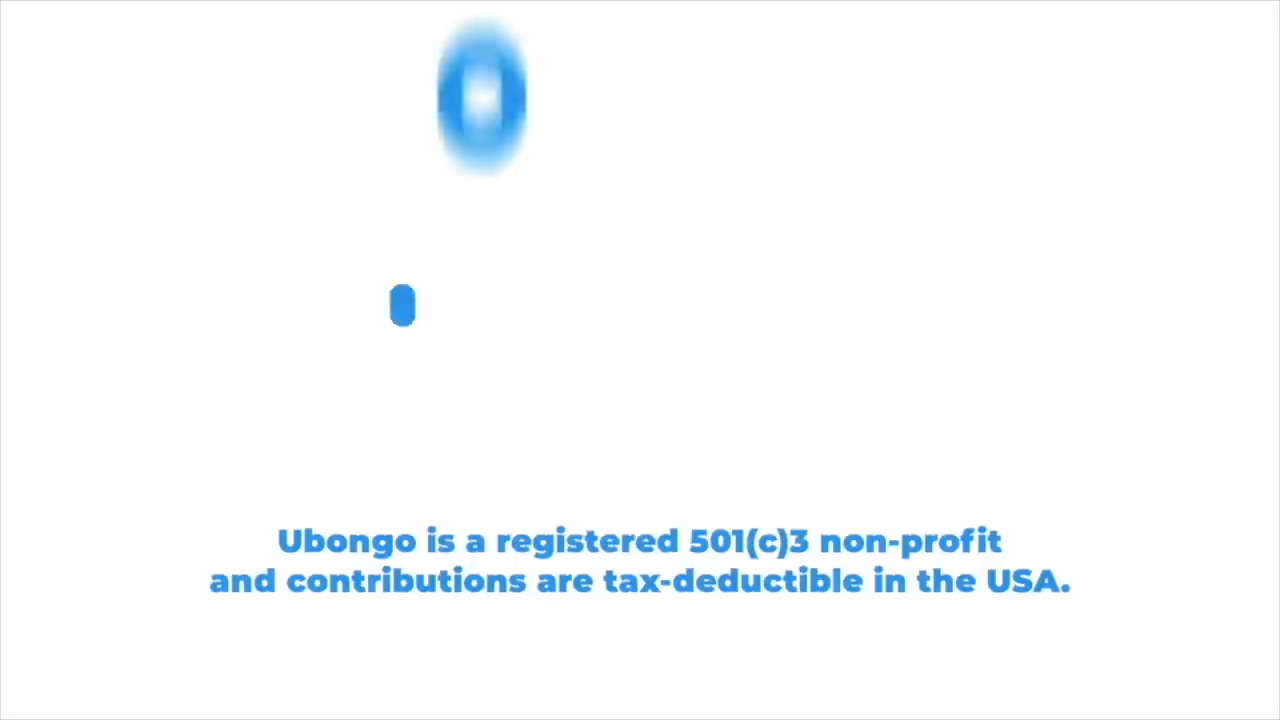 Ubongo is a registered 501(c)3 non-profit
and contributions are tax-deductible in the USA.